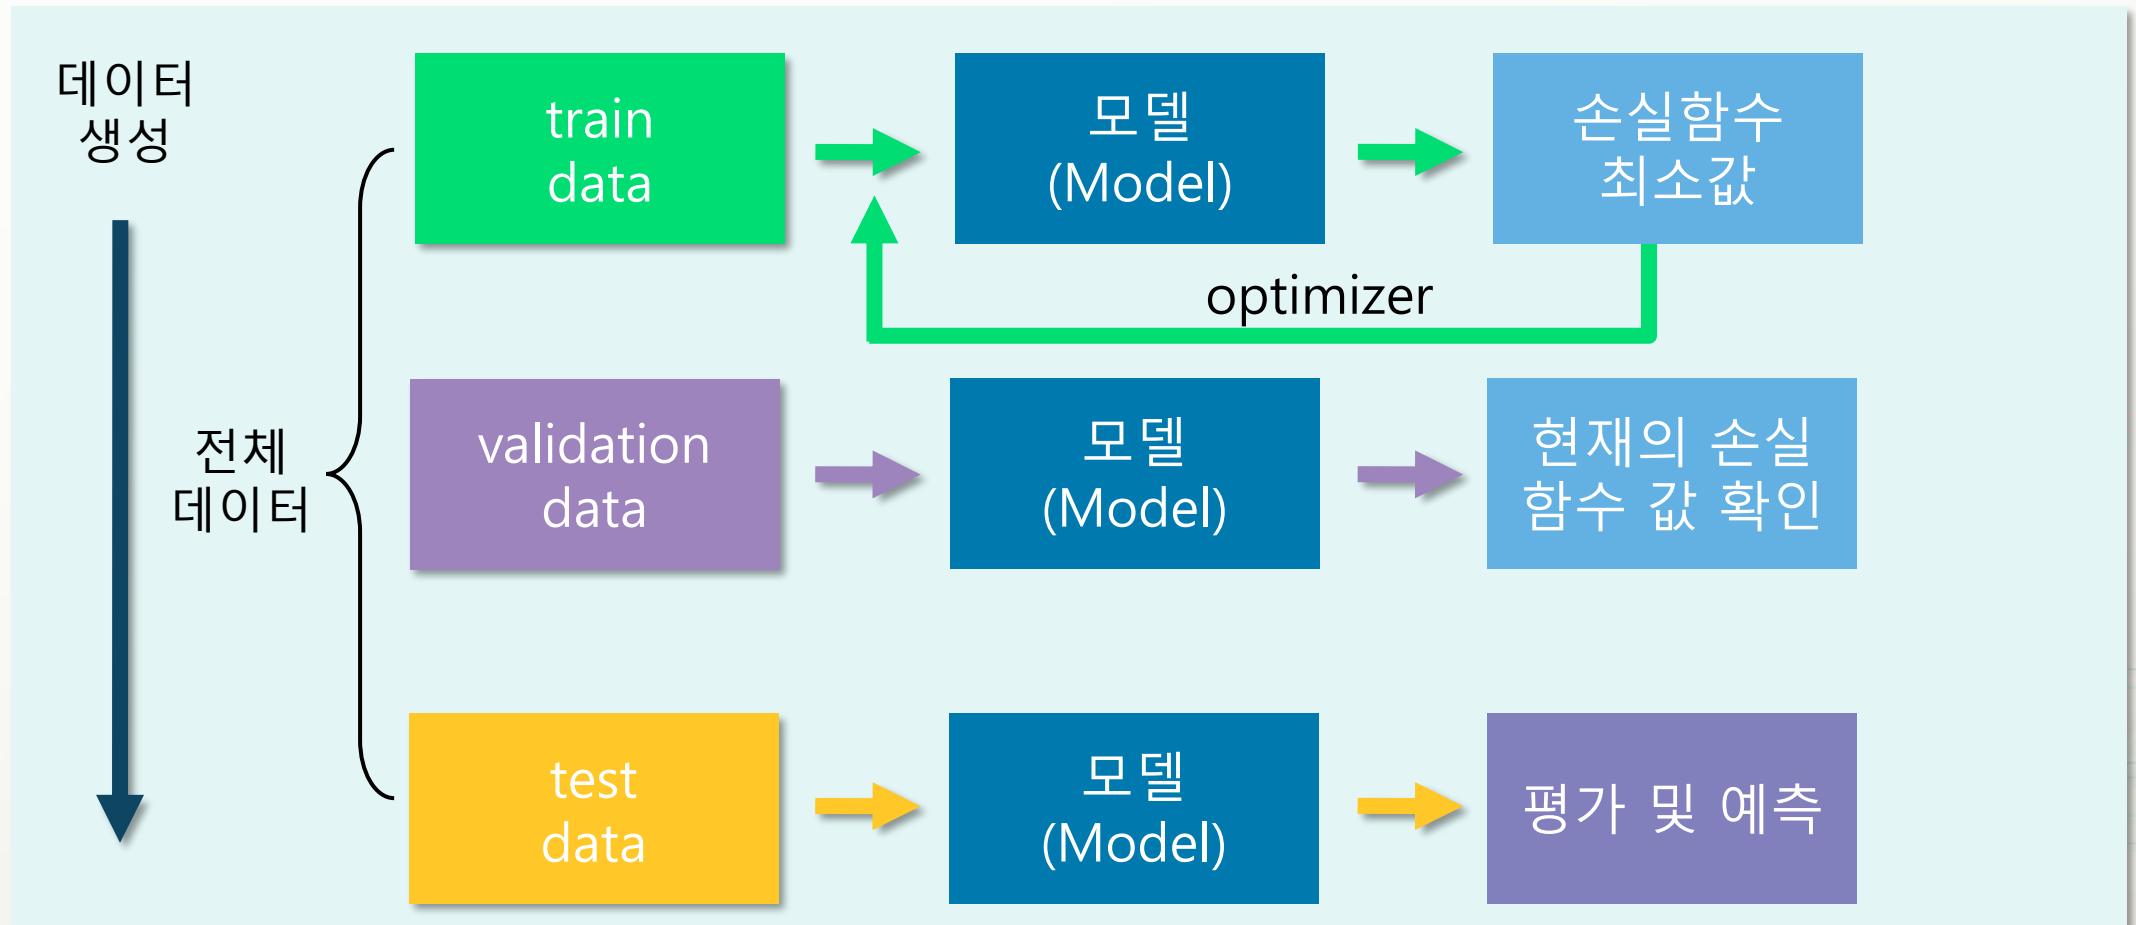 데이터
생성
전체
데이터
train
data
모델
(Model)
손실함수
최소값
optimizer
validation
data
모델
(Model)
현재의 손실
함수 값 확인
test
data
모델
(Model)
평가 및 예측